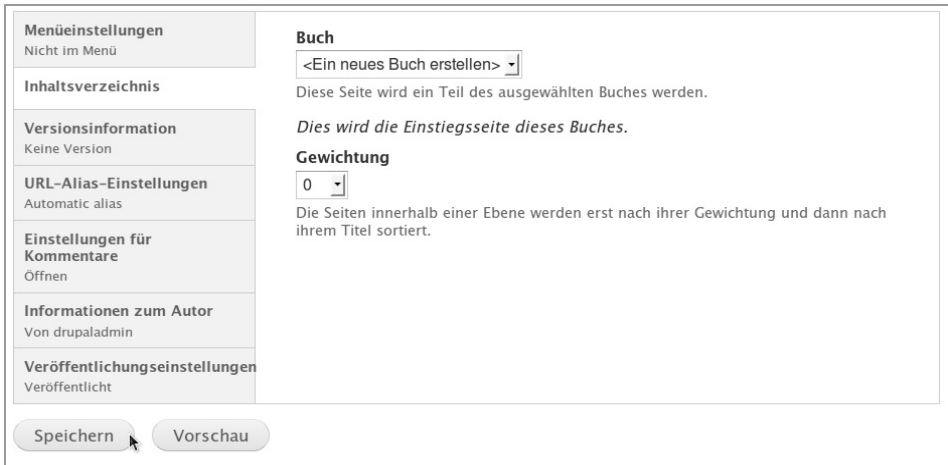 Menüeinstellungen
Nicht im Menü
Inhaltsverzeichnis
Versionsinformation
Keine Version
URL-Alias-Einstellungen
Automatic alias
Einstellungen für
Kommentare
Öffnen
Informationen zum Autor
Von drupaladmin
Veröffentlichungseinstellungen
Veröffentlicht
Buch
<Ein neues Buch erstellen>
Diese Seite wird ein Teil des ausgewählten Buches werden.
Dies wird die Einstiegsseite dieses Buches.
Gewichtung
0
Die Seiten innerhalb einer Ebene werden erst nach ihrer Gewichtung und dann nach
ihrem Titel sortiert.
Speichern
Vorschau